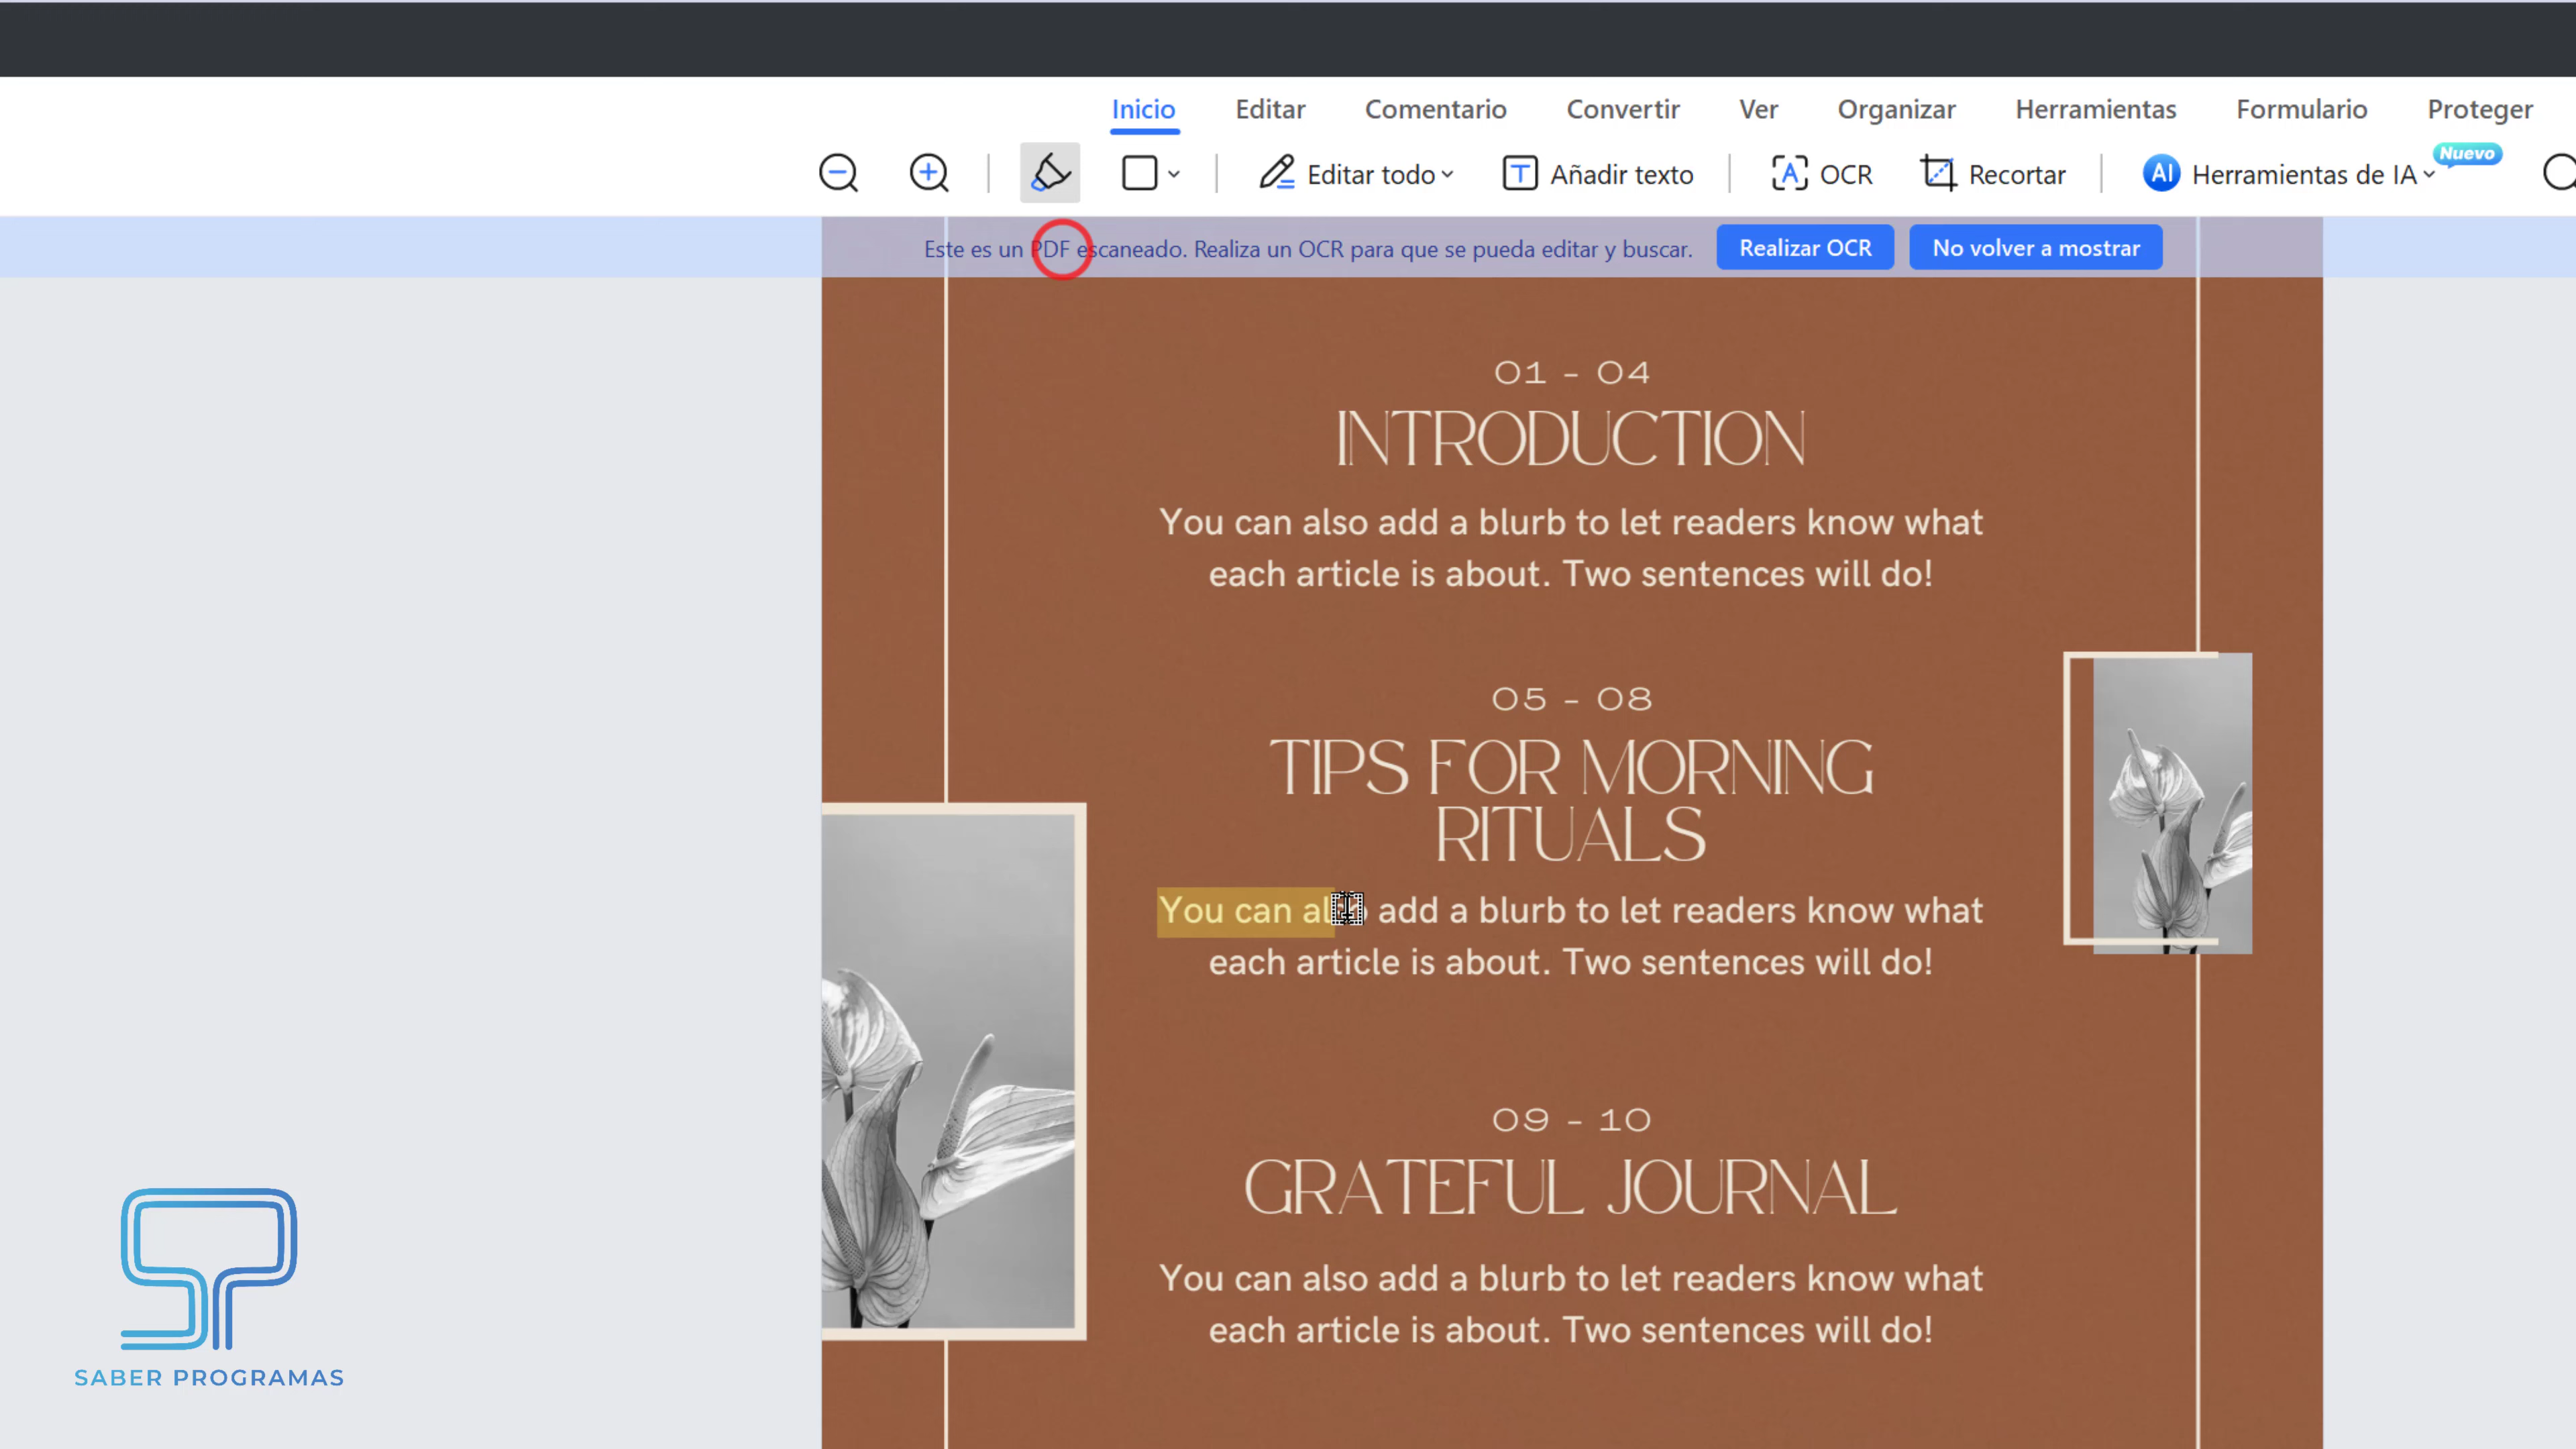 Inicio Editar Comentario Convertir Ver Organizar Herramientas Formulario Proteger
Editar todo T Añadir texto A OCR Recortar AI Herramientas de IA Nuevo
Este es un PDF escaneado. Realiza un OCR para que se pueda editar y buscar. Realizar OCR No volver a mostrar
01 - 04
INTRODUCTION
You can also add a blurb to let readers know what
each article is about. Two sentences will do!
05 - 08
TIPS FOR MORNING
RITUALS
You can also add a blurb to let readers know what
each article is about. Two sentences will do!
09 - 10
GRATEFUL JOURNAL
You can also add a blurb to let readers know what
each article is about. Two sentences will do!
SP
SABER PROGRAMAS